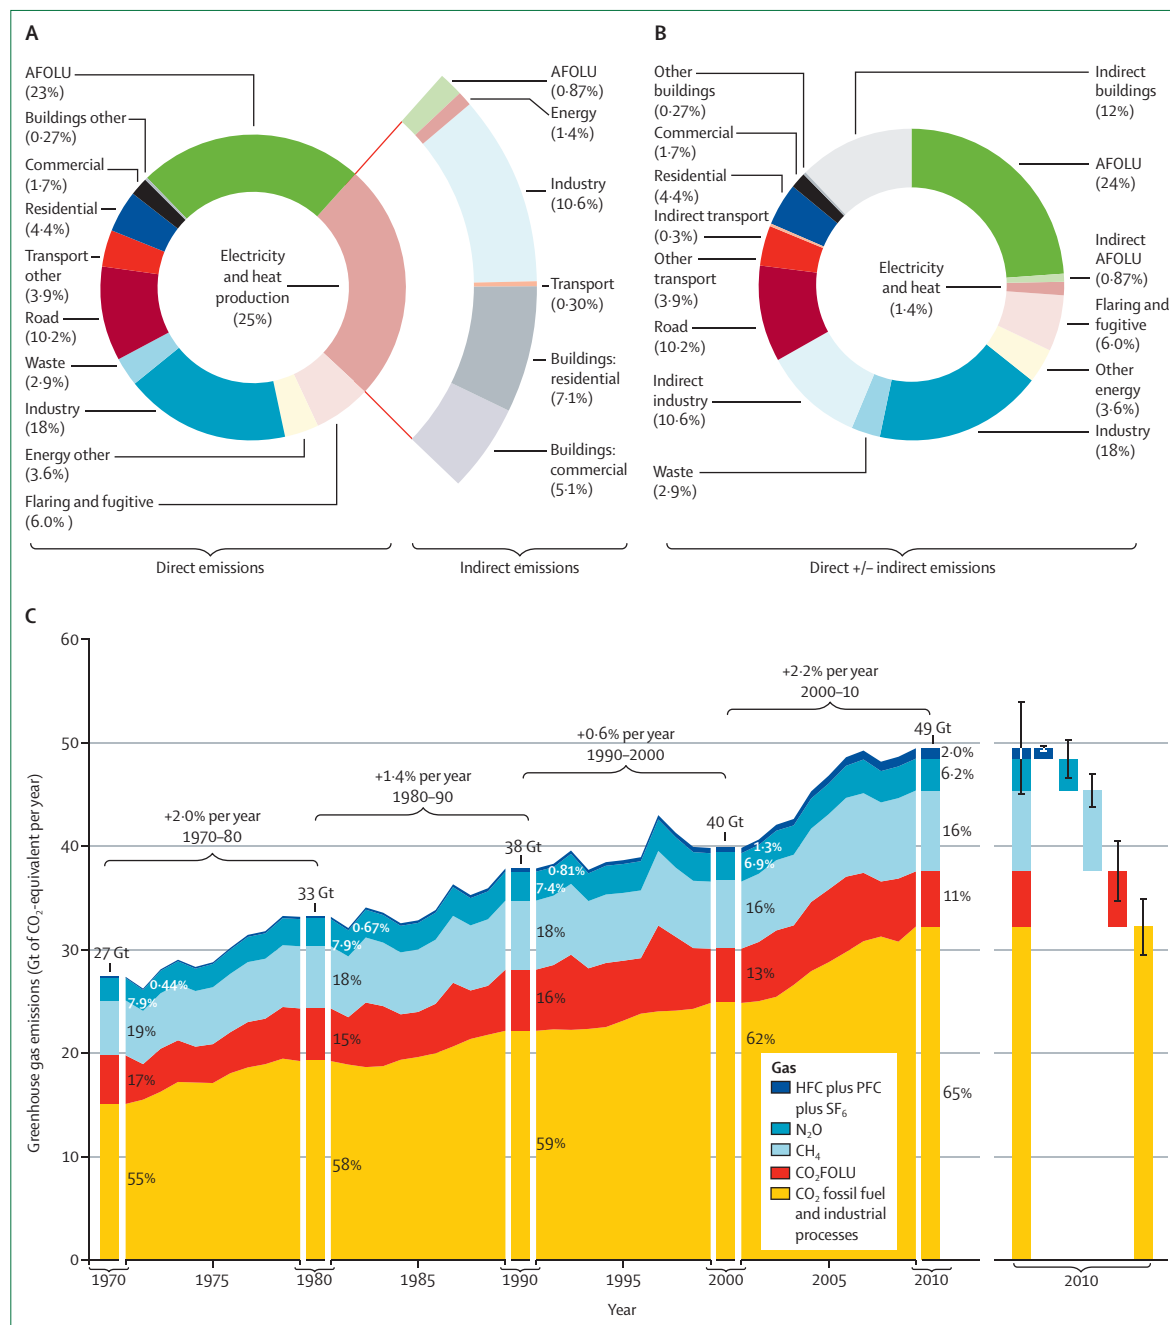 A
AFOLU
(23%)
Buildings other
(0·27%)
Commercial
(1·7%)
Residential
(4·4%)
Transport
other
(3·9%)
Road
(10·2%)
Waste
(2·9%)
Industry
(18%)
Energy other
(3.6%)
Flaring and fugitive
(6.0% )
Electricity
and heat
production
(25%)
AFOLU
(0·87%)
Energy
(1·4%)
Industry
(10·6%)
Transport
(0·30%)
Buildings:
residential
(7·1%)
Buildings:
commercial
(5·1%)
Direct emissions
Indirect emissions
B
Other
buildings
(0·27%)
Commercial
(1·7%)
Residential
(4·4%)
Indirect transport
(0·3%)
Other
transport
(3·9%)
Road
(10·2%)
Indirect
industry
(10·6%)
Waste
(2·9%)
Electricity
and heat
(1·4%)
Indirect
buildings
(12%)
AFOLU
(24%)
Indirect
AFOLU
(0·87%)
Flaring and
fugitive
(6·0%)
Other
energy
(3·6%)
Industry
(18%)
Direct +/– indirect emissions
C
Greenhouse gas emissions (Gt of CO₂-equivalent per year)
60
50
40
30
20
10
0
+2·0% per year
1970–80
+1·4% per year
1980–90
+0·6% per year
1990–2000
+2·2% per year
2000–10
27 Gt
33 Gt
38 Gt
40 Gt
49 Gt
0·44%
7·9%
19%
17%
55%
0·67%
7·9%
18%
15%
58%
0·81%
7·4%
18%
16%
59%
1·3%
6·9%
16%
13%
62%
2·0%
6·2%
16%
11%
65%
Gas
HFC plus PFC
plus SF₆
N₂O
CH₄
CO₂FOLU
CO₂ fossil fuel
and industrial
processes
1970
1975
1980
1985
1990
1995
2000
2005
2010
2010
Year